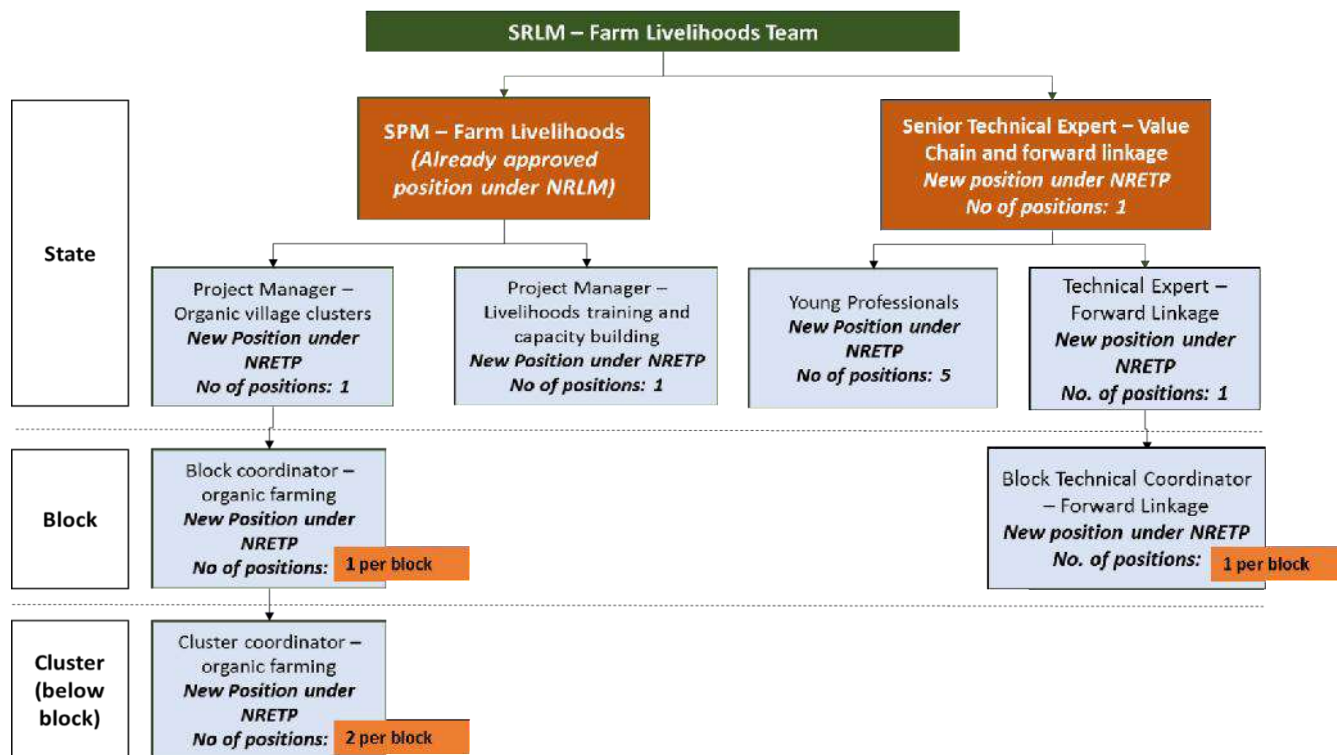 SRLM – Farm Livelihoods Team
State
SPM – Farm Livelihoods
(Already approved
position under NRLM)
Senior Technical Expert – Value
Chain and forward linkage
New position under NRETP
No of positions: 1
Project Manager –
Organic village clusters
New Position under
NRETP
No of positions: 1
Project Manager –
Livelihoods training and
capacity building
New Position under NRETP
No of positions: 1
Young Professionals
New Position under
NRETP
No of positions: 5
Technical Expert –
Forward Linkage
New position under
NRETP
No. of positions: 1
Block
Block coordinator –
organic farming
New Position under
NRETP
No of positions: 1 per block
Block Technical Coordinator
– Forward Linkage
New position under NRETP
No. of positions: 1 per block
Cluster
(below
block)
Cluster coordinator –
organic farming
New Position under
NRETP
No of positions: 2 per block